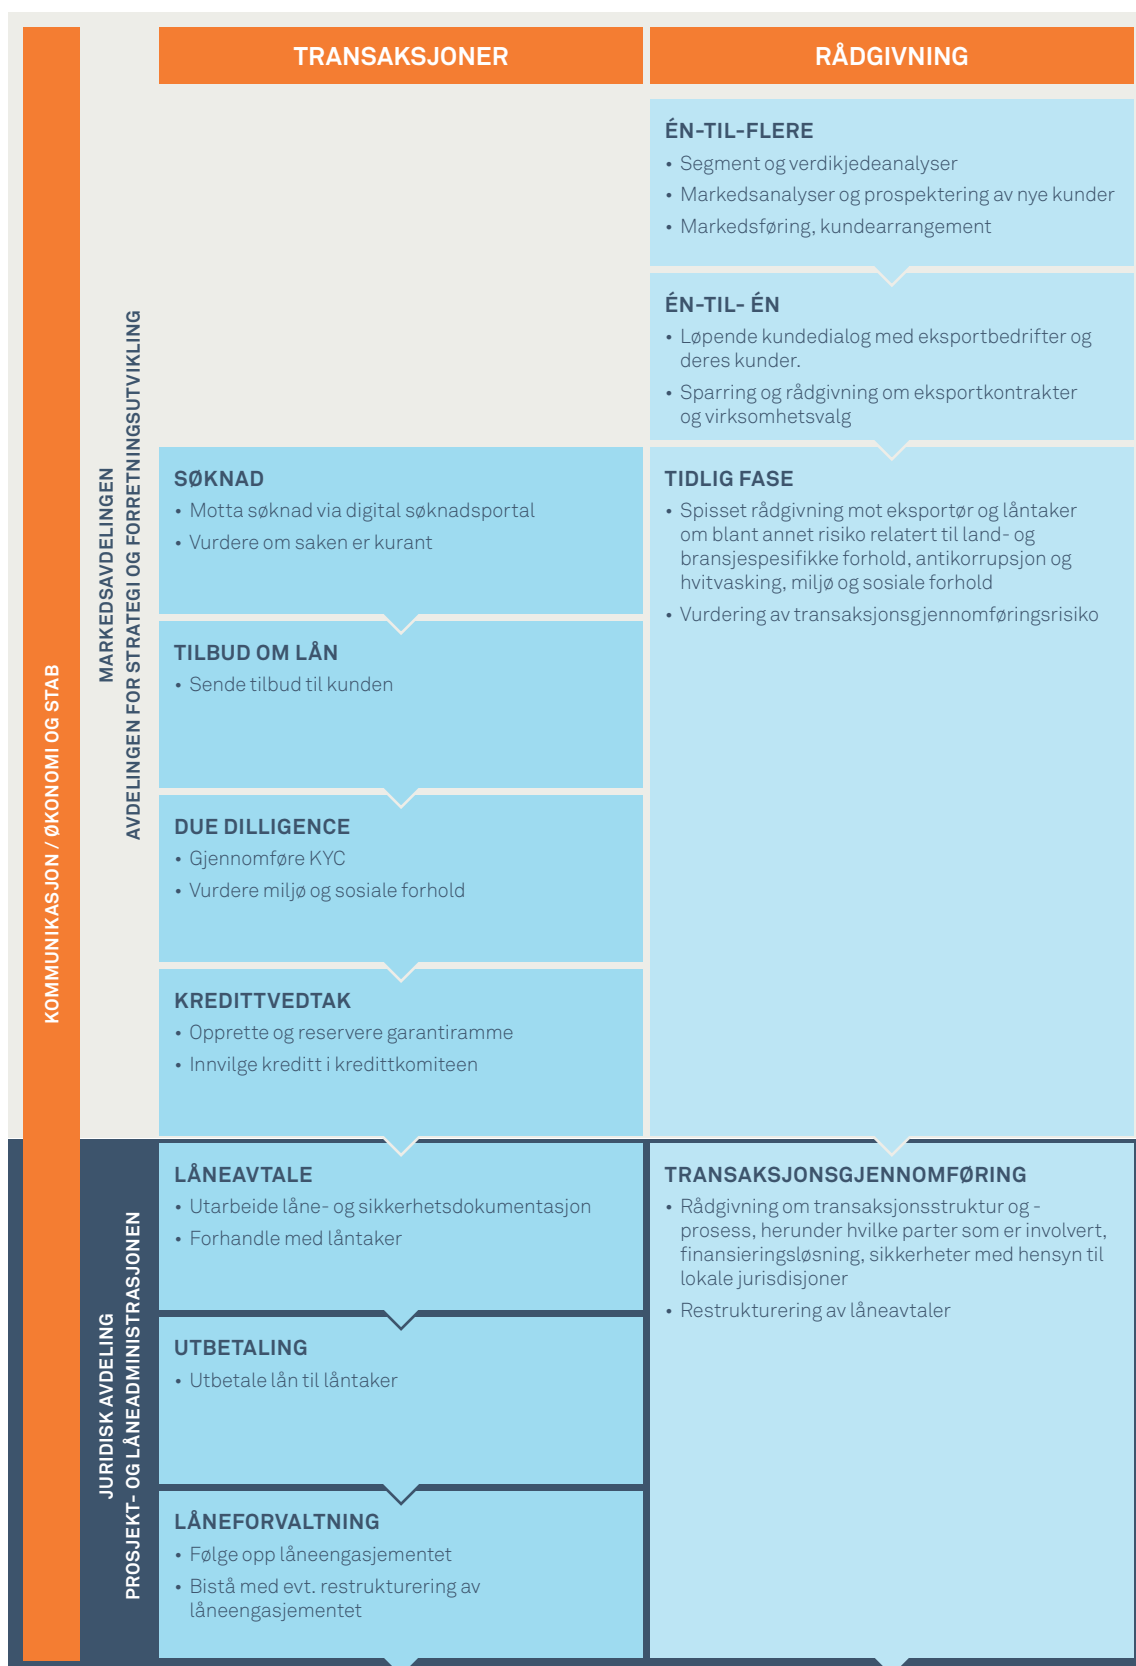 TRANSAKSJONER
RÅDGIVNING
KOMMUNIKASJON / ØKONOMI OG STAB
MARKEDSAVDELINGEN
AVDELINGEN FOR STRATEGI OG FORRETNINGSUTVIKLING
ÉN-TIL-FLERE
• Segment og verdikjedeanalyser
• Markedsanalyser og prospektering av nye kunder
• Markedsføring, kundearrangement
ÉN-TIL- ÉN
• Løpende kundedialog med eksportbedrifter og
deres kunder.
• Sparring og rådgivning om eksportkontrakter
og virksomhetsvalg
SØKNAD
• Motta søknad via digital søknadsportal
• Vurdere om saken er kurant
TILBUD OM LÅN
• Sende tilbud til kunden
DUE DILLIGENCE
• Gjennomføre KYC
• Vurdere miljø og sosiale forhold
KREDITTVEDTAK
• Opprette og reservere garantiramme
• Innvilge kreditt i kredittkomiteen
TIDLIG FASE
• Spisset rådgivning mot eksportør og låntaker
om blant annet risiko relatert til land- og
bransjespesifikke forhold, antikorrupsjon og
hvitvasking, miljø og sosiale forhold
• Vurdering av transaksjonsgjennomføringsrisiko
JURIDISK AVDELING
PROSJEKT- OG LÅNEADMINISTRASJONEN
LÅNEAVTALE
• Utarbeide låne- og sikkerhetsdokumentasjon
• Forhandle med låntaker
UTBETALING
• Utbetale lån til låntaker
LÅNEFORVALTNING
• Følge opp låneengasjementet
• Bistå med evt. restrukturering av
låneengasjementet
TRANSAKSJONSGJENNOMFØRING
• Rådgivning om transaksjonsstruktur og -
prosess, herunder hvilke parter som er involvert,
finansieringsløsning, sikkerheter med hensyn til
lokale jurisdisjoner
• Restrukturering av låneavtaler